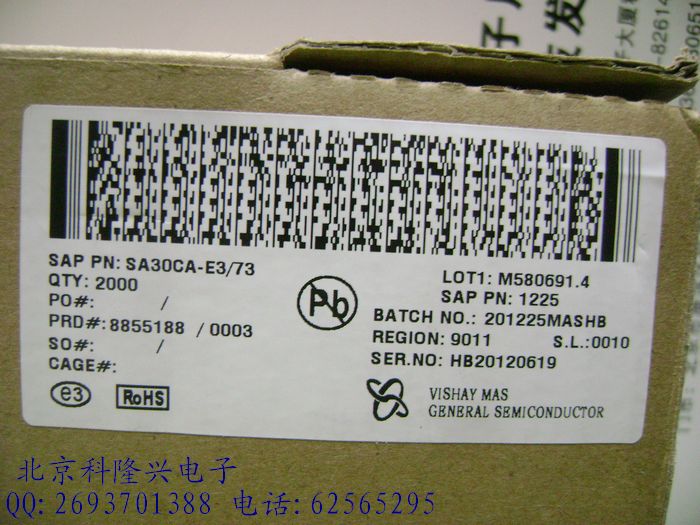 SAP PN: SA30CA-E3/73
QTY: 2000
PO#: /
PRD#:8855188 / 0003
SO#: /
CAGE#:
e3 RoHS
Pb
LOT1: M580691.4
SAP PN: 1225
BATCH NO.: 201225MASHB
REGION: 9011 S.L.:0010
SER.NO: HB20120619
VISHAY MAS
GENERAL SEMICONDUCTOR
北京科隆兴电子
QQ:2693701388 电话:62565295